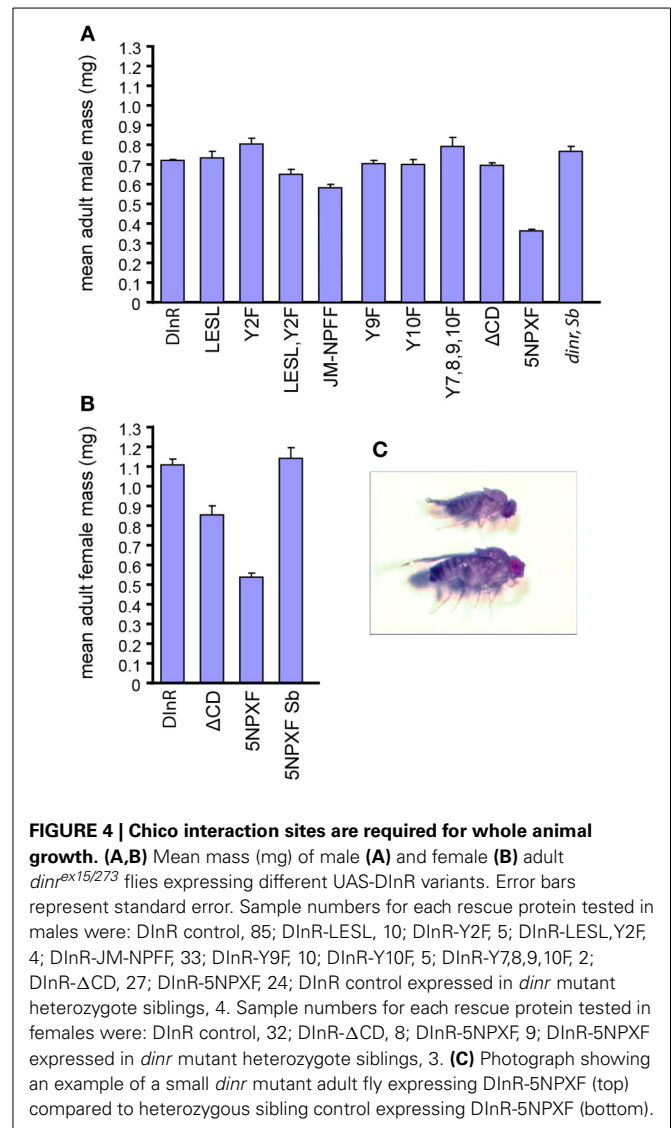 A
mean adult male mass (mg)
1.3
1.2
1.1
1.0
0.9
0.8
0.7
0.6
0.5
0.4
0.3
0.2
0.1
0
DInR
LESL
Y2F
LESL,Y2F
JM-NPFF
Y9F
Y10F
Y7,8,9,10F
ΔCD
5NPXF
dinr, Sb
B
mean adult female mass (mg)
1.3
1.2
1.1
1.0
0.9
0.8
0.7
0.6
0.5
0.4
0.3
0.2
0.1
0
DInR
ΔCD
5NPXF
5NPXF Sb
C
FIGURE 4 | Chico interaction sites are required for whole animal
growth. (A,B) Mean mass (mg) of male (A) and female (B) adult
dinr^ex15/273 flies expressing different UAS-DInR variants. Error bars
represent standard error. Sample numbers for each rescue protein tested in
males were: DInR control, 85; DInR-LESL, 10; DInR-Y2F, 5; DInR-LESL,Y2F,
4; DInR-JM-NPFF, 33; DInR-Y9F, 10; DInR-Y10F, 5; DInR-Y7,8,9,10F, 2;
DInR-ΔCD, 27; DInR-5NPXF, 24; DInR control expressed in dinr mutant
heterozygote siblings, 4. Sample numbers for each rescue protein tested in
females were: DInR control, 32; DInR-ΔCD, 8; DInR-5NPXF, 9; DInR-5NPXF
expressed in dinr mutant heterozygote siblings, 3. (C) Photograph showing
an example of a small dinr mutant adult fly expressing DInR-5NPXF (top)
compared to heterozygous sibling control expressing DInR-5NPXF (bottom).